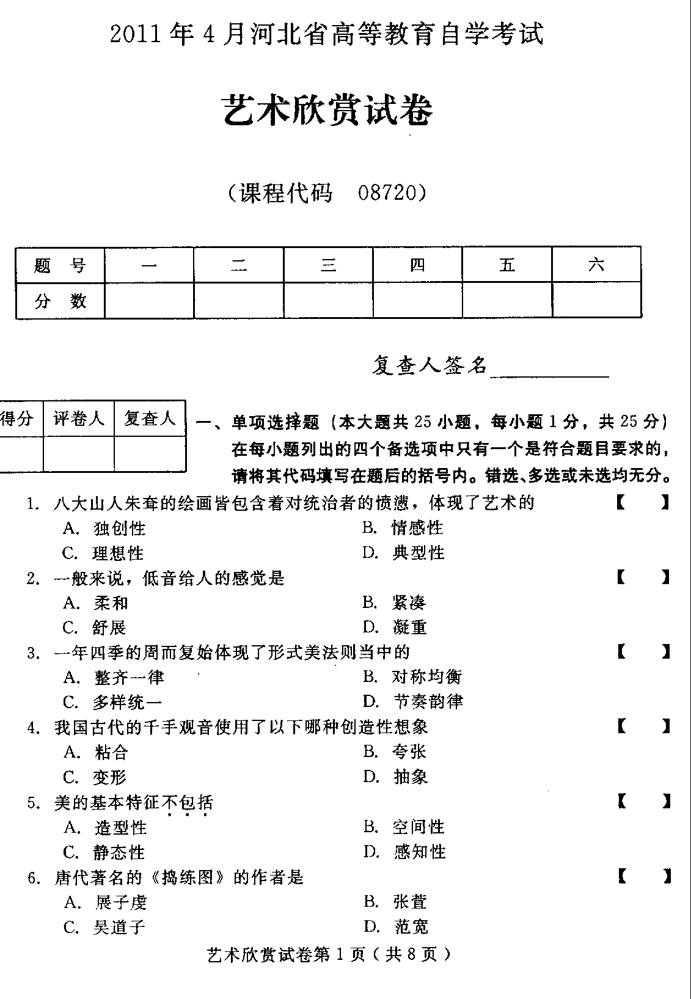 2011 年 4 月河北省高等教育自学考试
艺术欣赏试卷
（课程代码 08720）
题 号 一 二 三 四 五 六
分 数
复查人签名
得分 评卷人 复查人
一、单项选择题（本大题共 25 小题，每小题 1 分，共 25 分）
在每小题列出的四个备选项中只有一个是符合题目要求的，
请将其代码填写在题后的括号内。错选、多选或未选均无分。
1. 八大山人朱耷的绘画皆包含着对统治者的愤懑，体现了艺术的 【 】
A. 独创性 B. 情感性
C. 理想性 D. 典型性
2. 一般来说，低音给人的感觉是 【 】
A. 柔和 B. 紧凑
C. 舒展 D. 凝重
3. 一年四季的周而复始体现了形式美法则当中的 【 】
A. 整齐一律 B. 对称均衡
C. 多样统一 D. 节奏韵律
4. 我国古代的千手观音使用了以下哪种创造性想象 【 】
A. 粘合 B. 夸张
C. 变形 D. 抽象
5. 美的基本特征不包括 【 】
A. 造型性 B. 空间性
C. 静态性 D. 感知性
6. 唐代著名的《捣练图》的作者是 【 】
A. 展子虔 B. 张萱
C. 吴道子 D. 范宽
艺术欣赏试卷第 1 页（共 8 页）